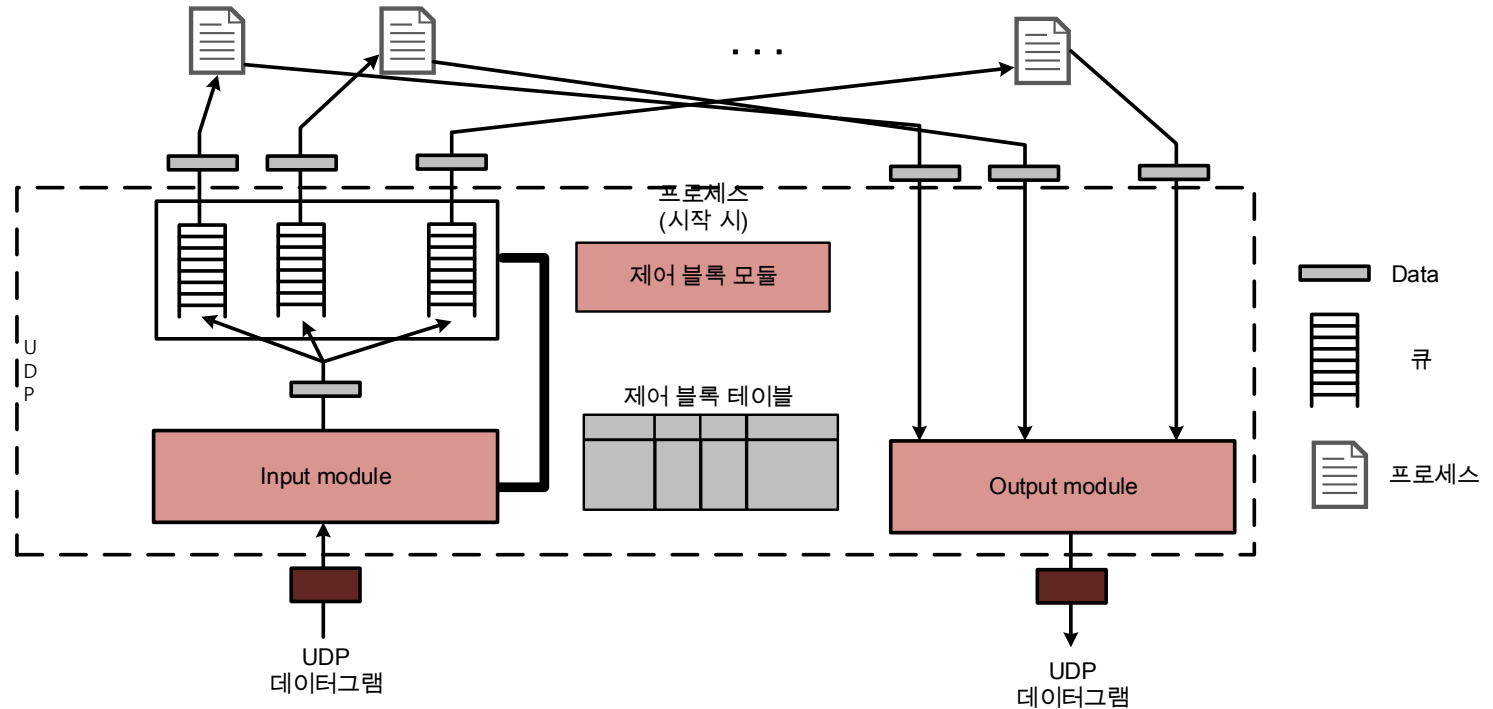 . . .
프로세스
(시작 시)
제어 블록 모듈
Data
U
D
P
큐
제어 블록 테이블
Input module
Output module
프로세스
UDP
데이터그램
UDP
데이터그램